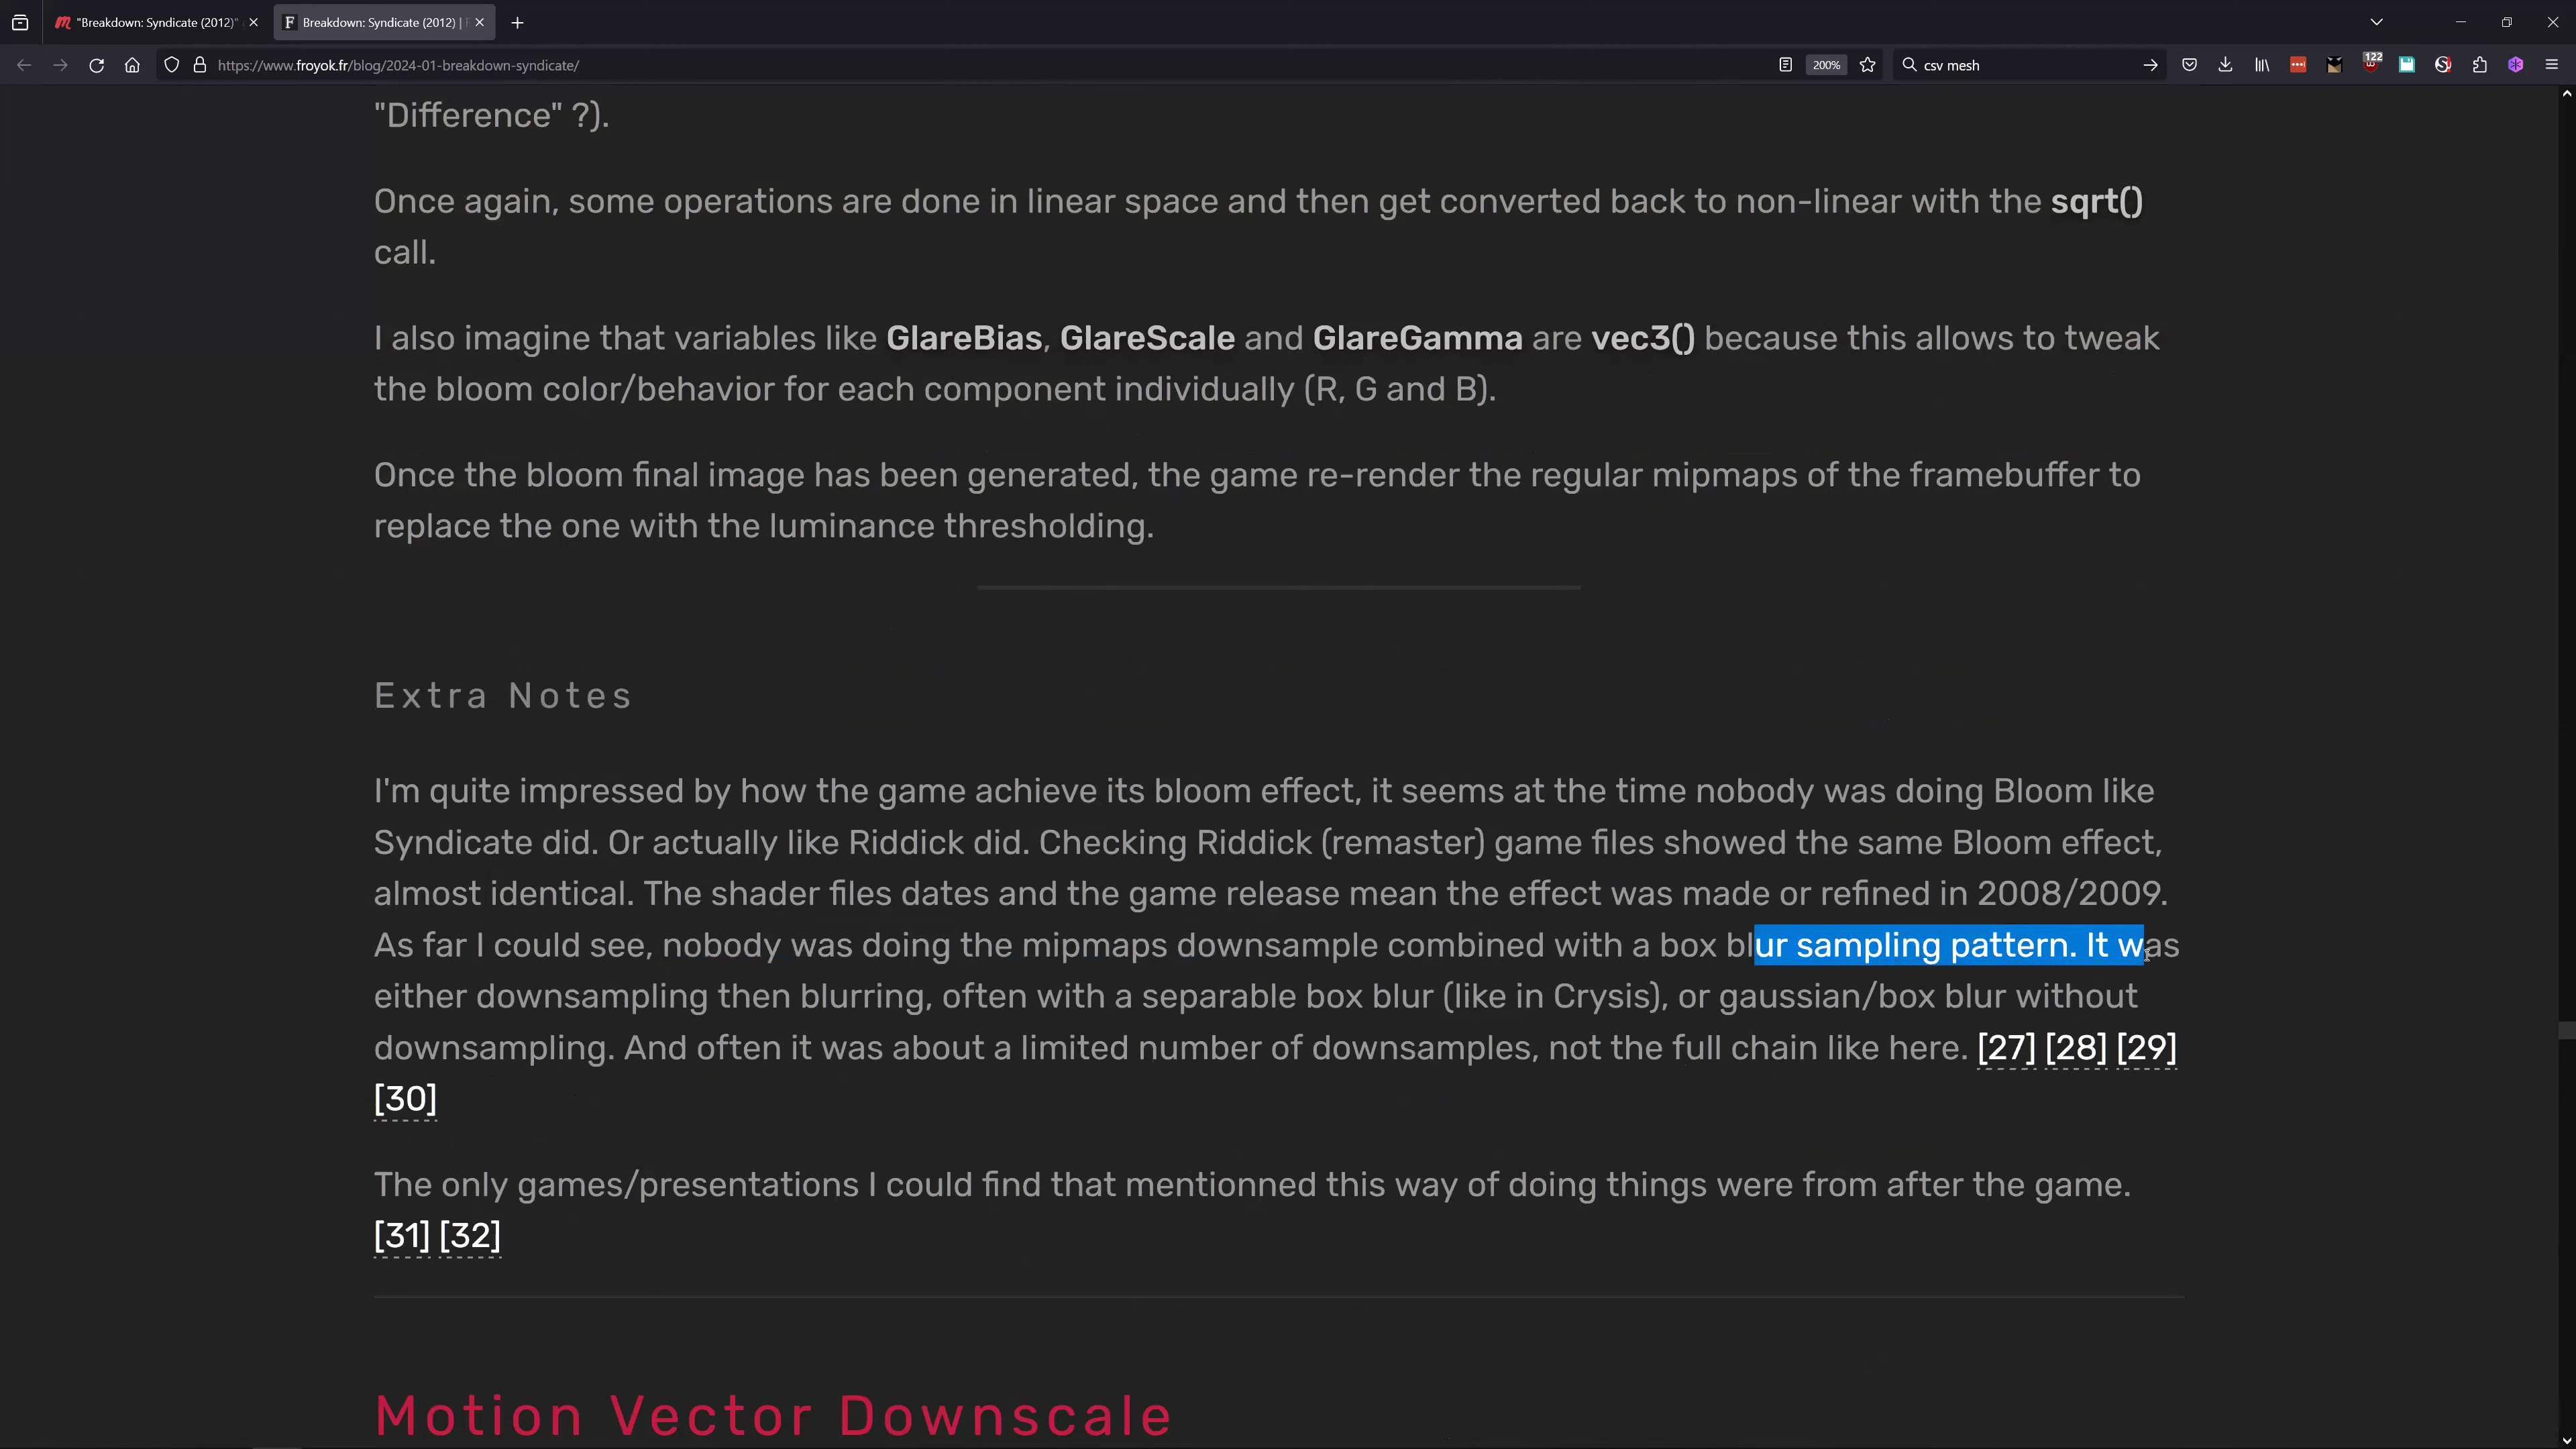 "Breakdown: Syndicate (2012)"
Breakdown: Syndicate (2012) |
https://www.froyok.fr/blog/2024-01-breakdown-syndicate/
200%
csv mesh
122
"Difference" ?).
Once again, some operations are done in linear space and then get converted back to non-linear with the sqrt()
call.
I also imagine that variables like GlareBias, GlareScale and GlareGamma are vec3() because this allows to tweak
the bloom color/behavior for each component individually (R, G and B).
Once the bloom final image has been generated, the game re-render the regular mipmaps of the framebuffer to
replace the one with the luminance thresholding.
Extra Notes
I'm quite impressed by how the game achieve its bloom effect, it seems at the time nobody was doing Bloom like
Syndicate did. Or actually like Riddick did. Checking Riddick (remaster) game files showed the same Bloom effect,
almost identical. The shader files dates and the game release mean the effect was made or refined in 2008/2009.
As far I could see, nobody was doing the mipmaps downsample combined with a box blur sampling pattern. It was
either downsampling then blurring, often with a separable box blur (like in Crysis), or gaussian/box blur without
downsampling. And often it was about a limited number of downsamples, not the full chain like here. [27] [28] [29]
[30]
The only games/presentations I could find that mentionned this way of doing things were from after the game.
[31] [32]
Motion Vector Downscale